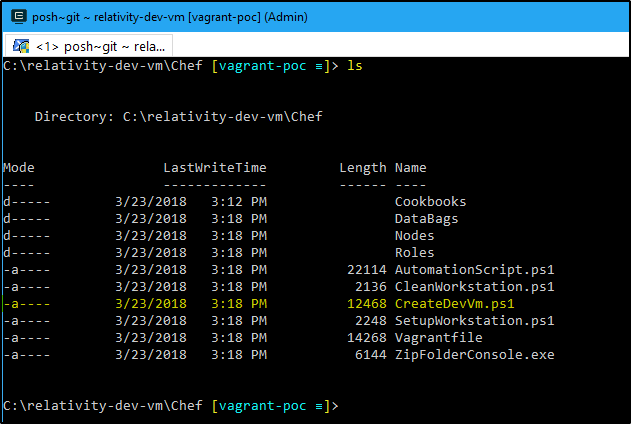 posh~git ~ relativity-dev-vm [vagrant-poc] (Admin)
<1> posh~git ~ rela...
C:\relativity-dev-vm\Chef [vagrant-poc ≡]> ls
Directory: C:\relativity-dev-vm\Chef
Mode LastWriteTime Length Name
---- ------------- ------ ----
d----- 3/23/2018 3:12 PM Cookbooks
d----- 3/23/2018 3:18 PM DataBags
d----- 3/23/2018 3:18 PM Nodes
d----- 3/23/2018 3:18 PM Roles
-a---- 3/23/2018 3:18 PM 22114 AutomationScript.ps1
-a---- 3/23/2018 3:18 PM 2136 CleanWorkstation.ps1
-a---- 3/23/2018 3:18 PM 12468 CreateDevVm.ps1
-a---- 3/23/2018 3:18 PM 2248 SetupWorkstation.ps1
-a---- 3/23/2018 3:18 PM 14268 Vagrantfile
-a---- 3/23/2018 3:18 PM 6144 ZipFolderConsole.exe
C:\relativity-dev-vm\Chef [vagrant-poc ≡]>